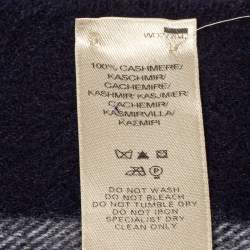 100% CASHMERE/
KASCHMIR/
CACHEMIRE/
KASHMIR/ KASJMIER/
CACHEMIR/
KASMIRVILLA/
ΚΑΣΜΙΡΙ
DO NOT WASH
DO NOT BLEACH
DO NOT TUMBLE DRY
DO NOT IRON
SPECIALIST DRY
CLEAN ONLY